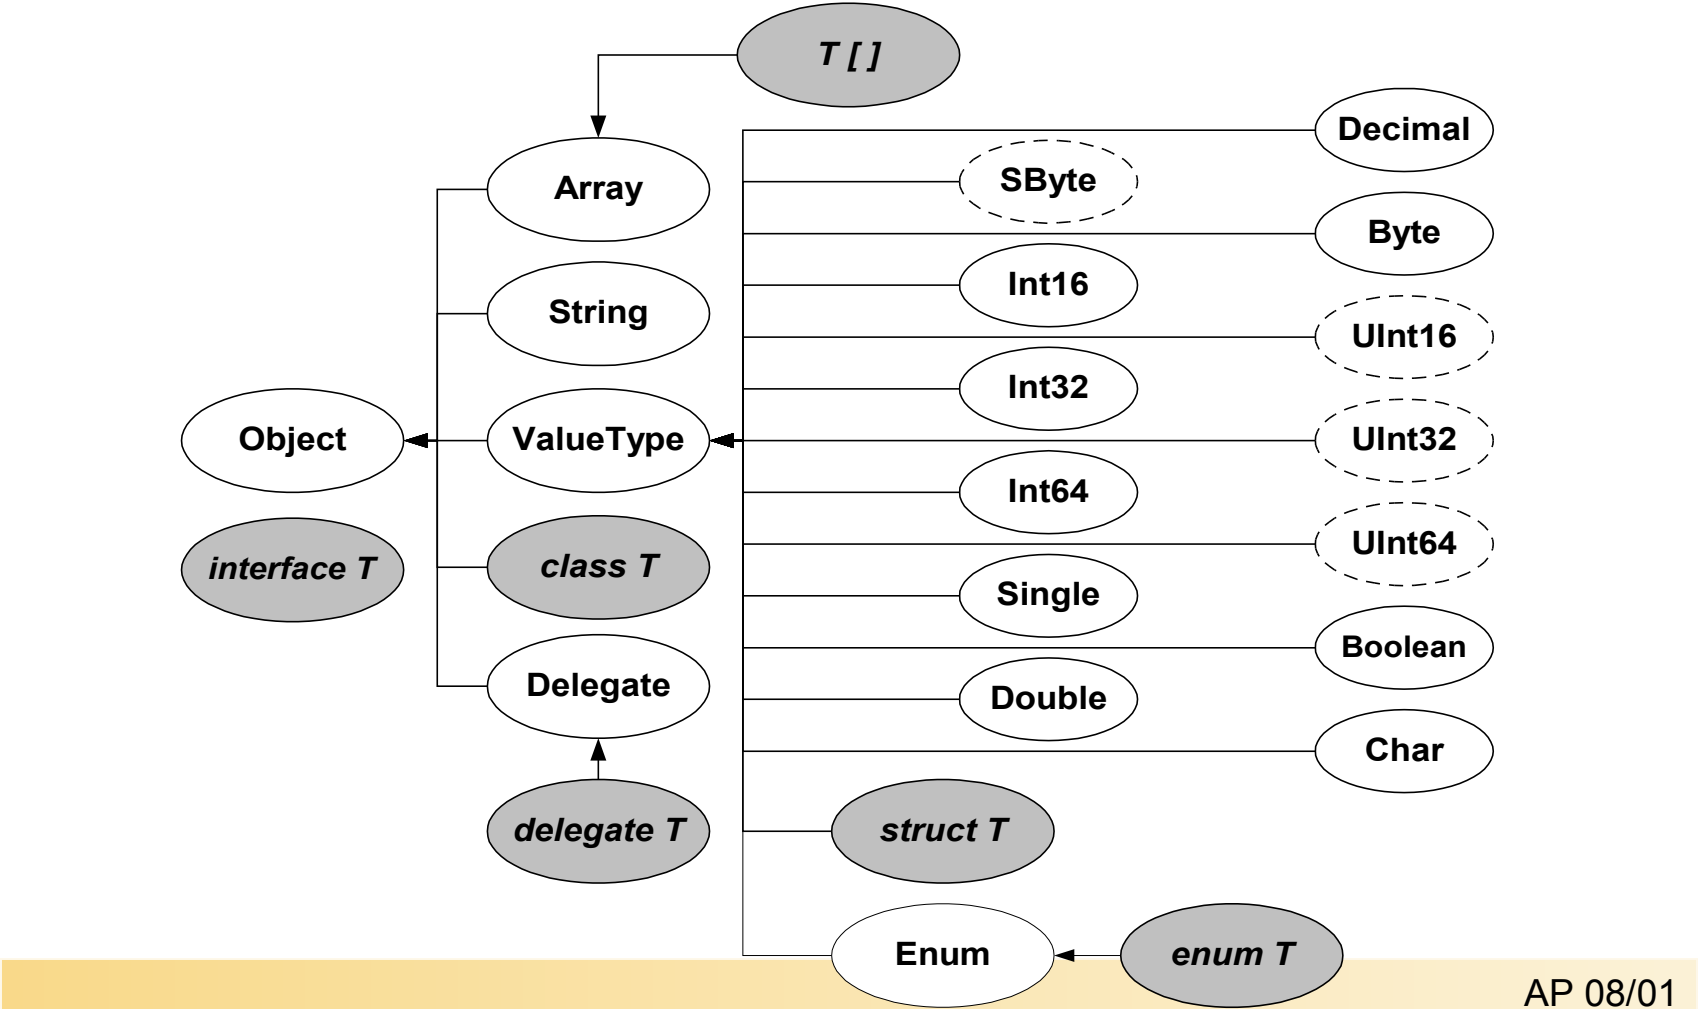 T [ ]
Decimal
SByte
Array
Byte
Int16
String
UInt16
Int32
Object
ValueType
UInt32
Int64
UInt64
interface T
class T
Single
Boolean
Delegate
Double
Char
delegate T
struct T
Enum
enum T
AP 08/01